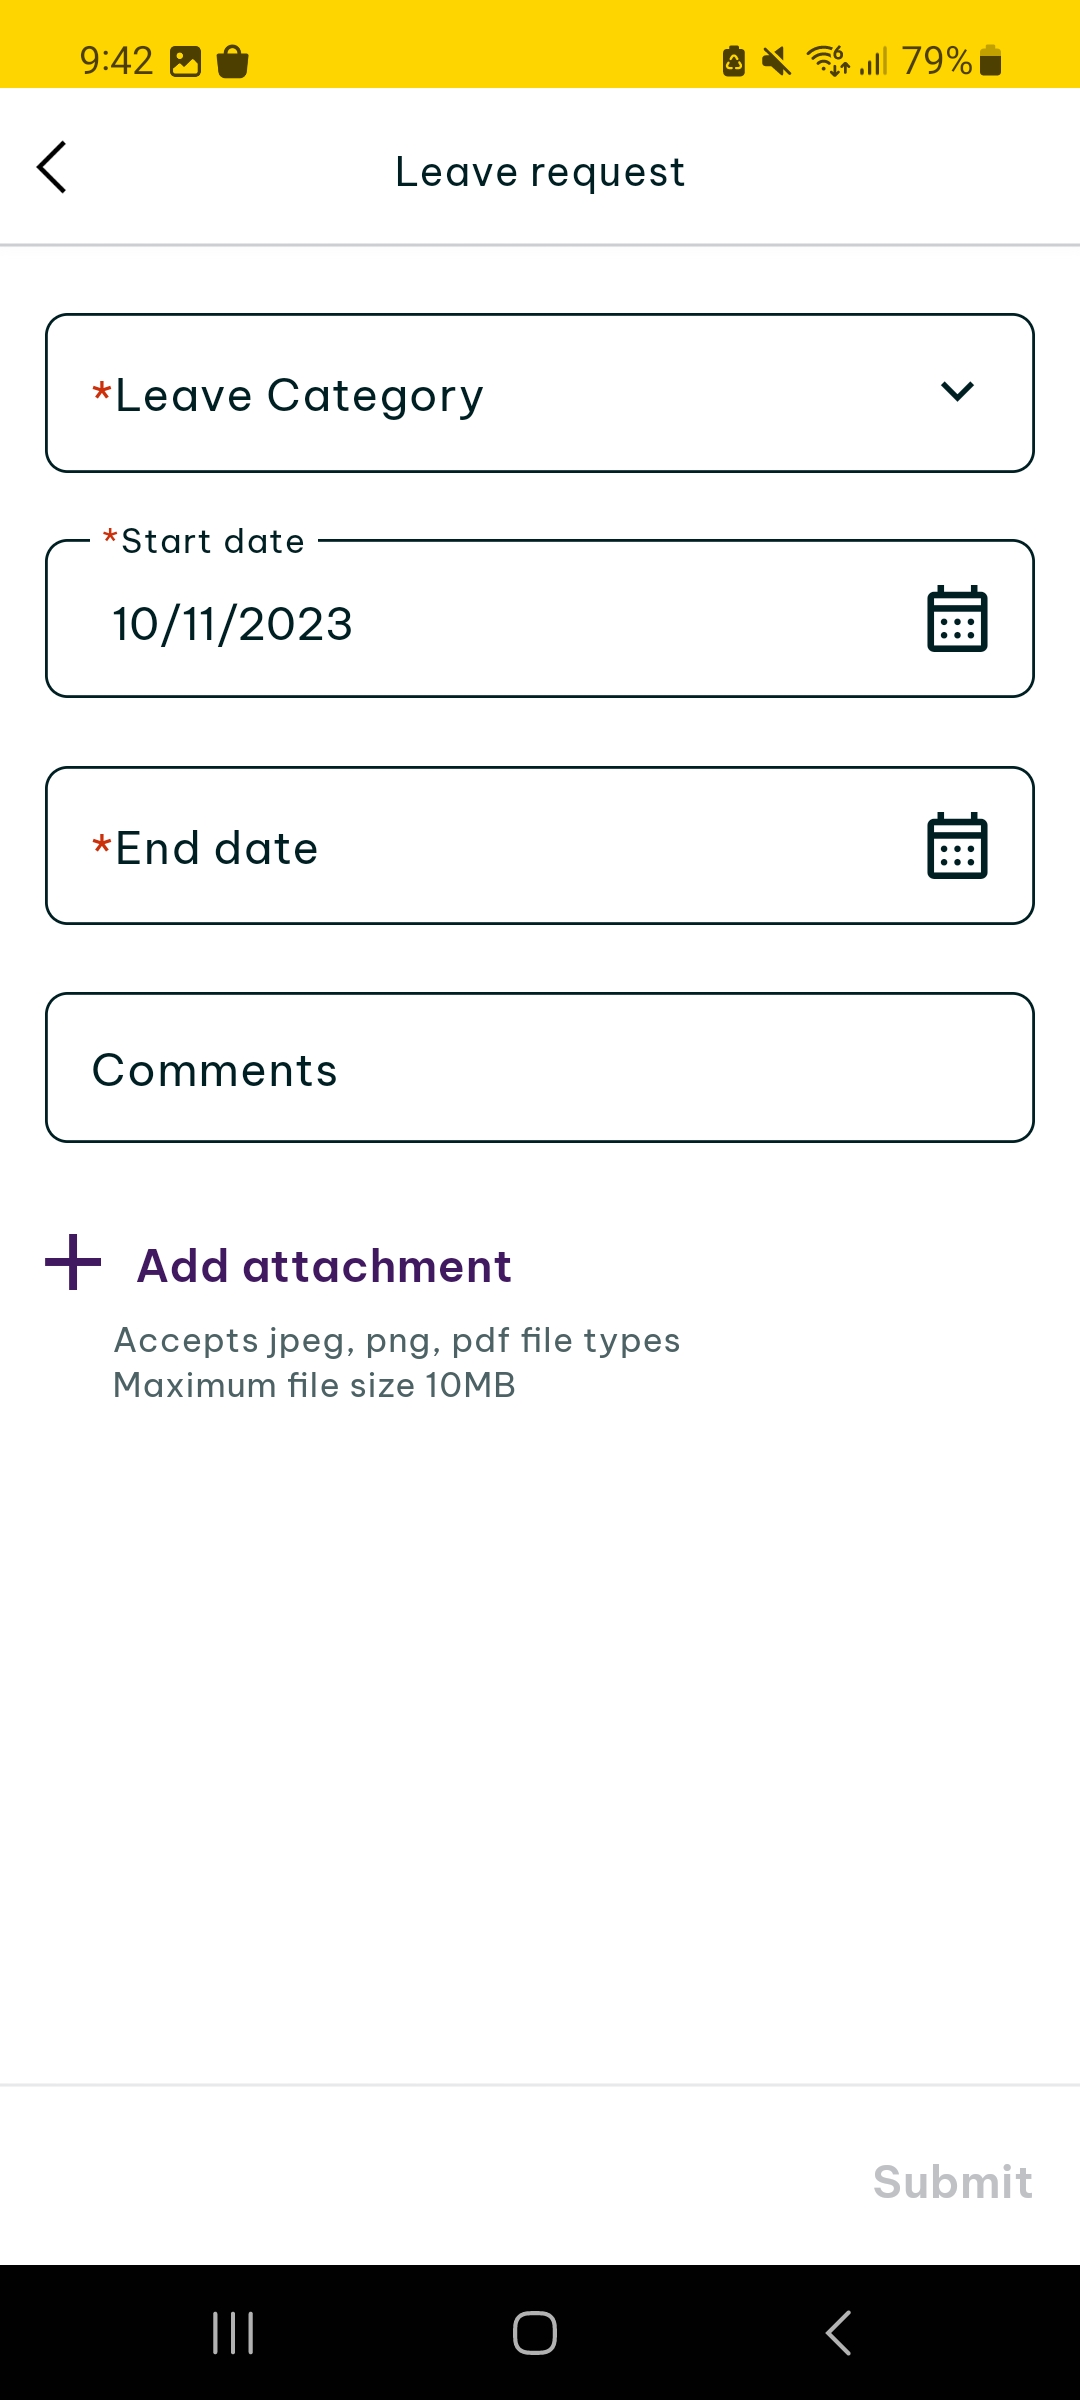 9:42 79%
Leave request
*Leave Category
*Start date
10/11/2023
*End date
Comments
Add attachment
Accepts jpeg, png, pdf file types
Maximum file size 10MB
Submit